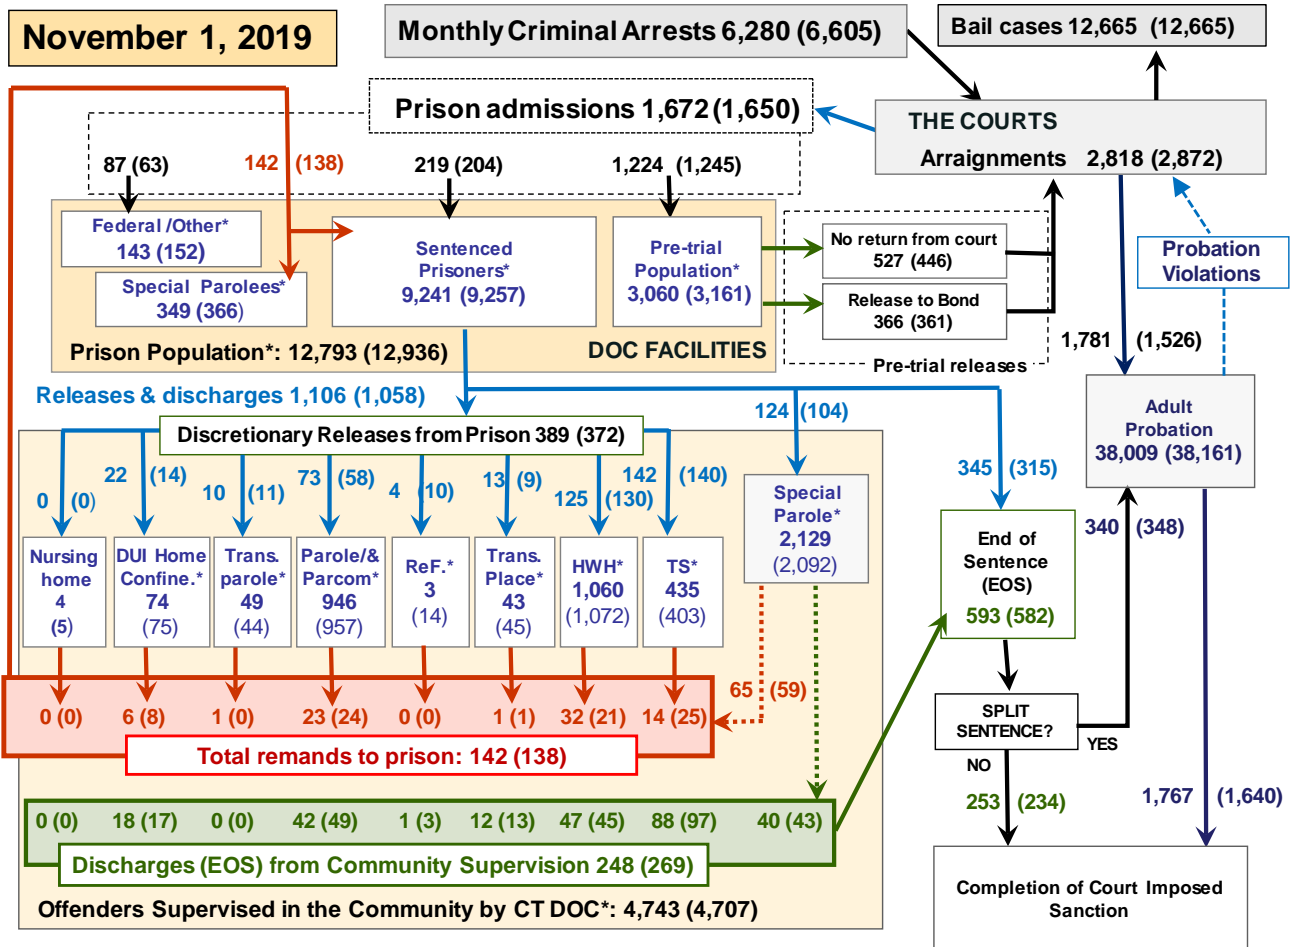 November 1, 2019
Monthly Criminal Arrests 6,280 (6,605)
Bail cases 12,665 (12,665)
Prison admissions 1,672 (1,650)
THE COURTS
Arraignments 2,818 (2,872)
87 (63)
142 (138)
219 (204)
1,224 (1,245)
Federal /Other*
143 (152)
Special Parolees*
349 (366)
Sentenced
Prisoners*
9,241 (9,257)
Pre-trial
Population*
3,060 (3,161)
No return from court
527 (446)
Release to Bond
366 (361)
Pre-trial releases
Probation
Violations
Prison Population*: 12,793 (12,936)
DOC FACILITIES
1,781 (1,526)
Releases & discharges 1,106 (1,058)
124 (104)
Adult
Probation
38,009 (38,161)
Discretionary Releases from Prison 389 (372)
0 (0)
22 (14)
10 (11)
73 (58)
4 (10)
13 (9)
125 (130)
142 (140)
345 (315)
340 (348)
Nursing
home
4
(5)
DUI Home
Confine.*
74
(75)
Trans.
parole*
49
(44)
Parole/&
Parcom*
946
(957)
ReF.*
3
(14)
Trans.
Place*
43
(45)
HWH*
1,060
(1,072)
TS*
435
(403)
Special
Parole*
2,129
(2,092)
End of
Sentence
(EOS)
593 (582)
65 (59)
0 (0)
6 (8)
1 (0)
23 (24)
0 (0)
1 (1)
32 (21)
14 (25)
Total remands to prison: 142 (138)
SPLIT
SENTENCE?
YES
NO
253 (234)
1,767 (1,640)
0 (0)
18 (17)
0 (0)
42 (49)
1 (3)
12 (13)
47 (45)
88 (97)
40 (43)
Discharges (EOS) from Community Supervision 248 (269)
Offenders Supervised in the Community by CT DOC*: 4,743 (4,707)
Completion of Court Imposed
Sanction